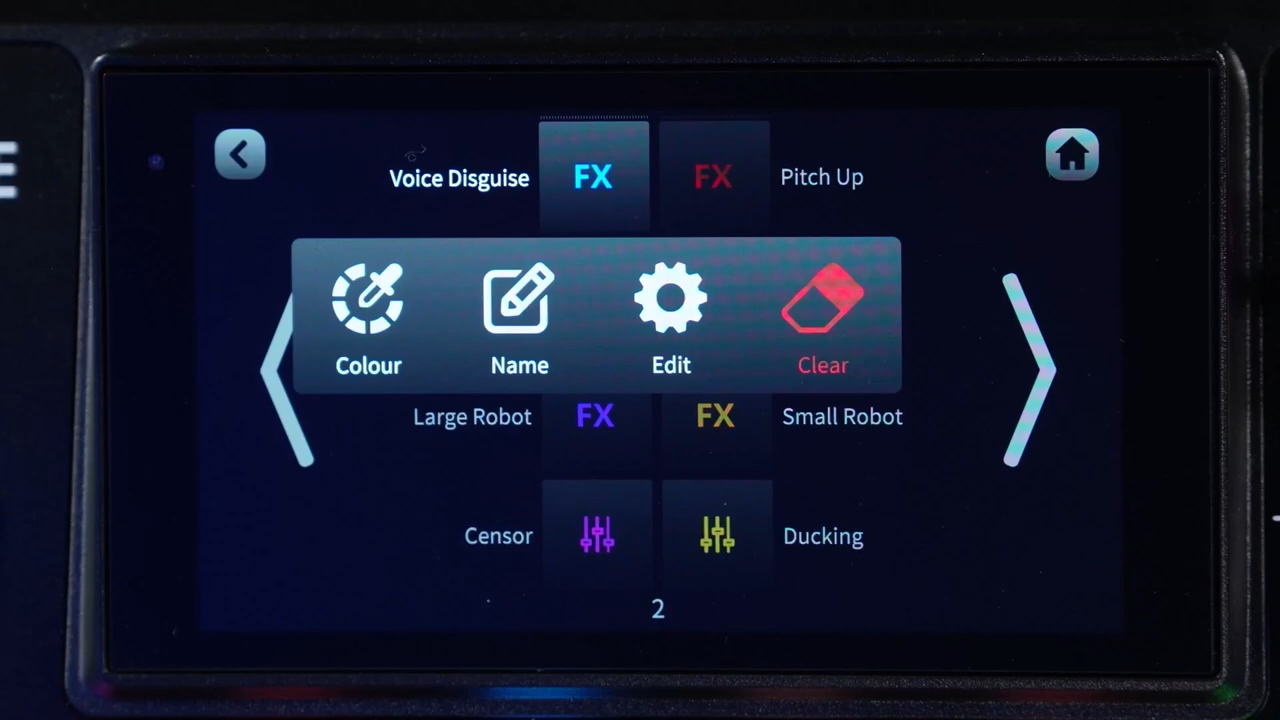 Voice Disguise FX FX Pitch Up
Colour Name Edit Clear
Large Robot FX FX Small Robot
Censor Ducking
2